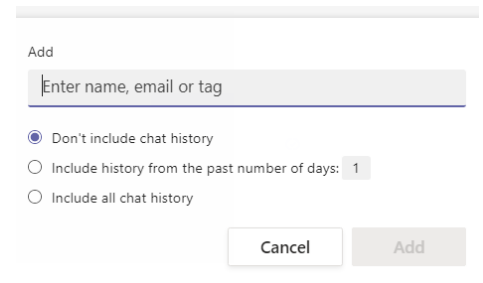 Add
Enter name, email or tag
Don't include chat history
Include history from the past number of days: 1
Include all chat history
Cancel Add